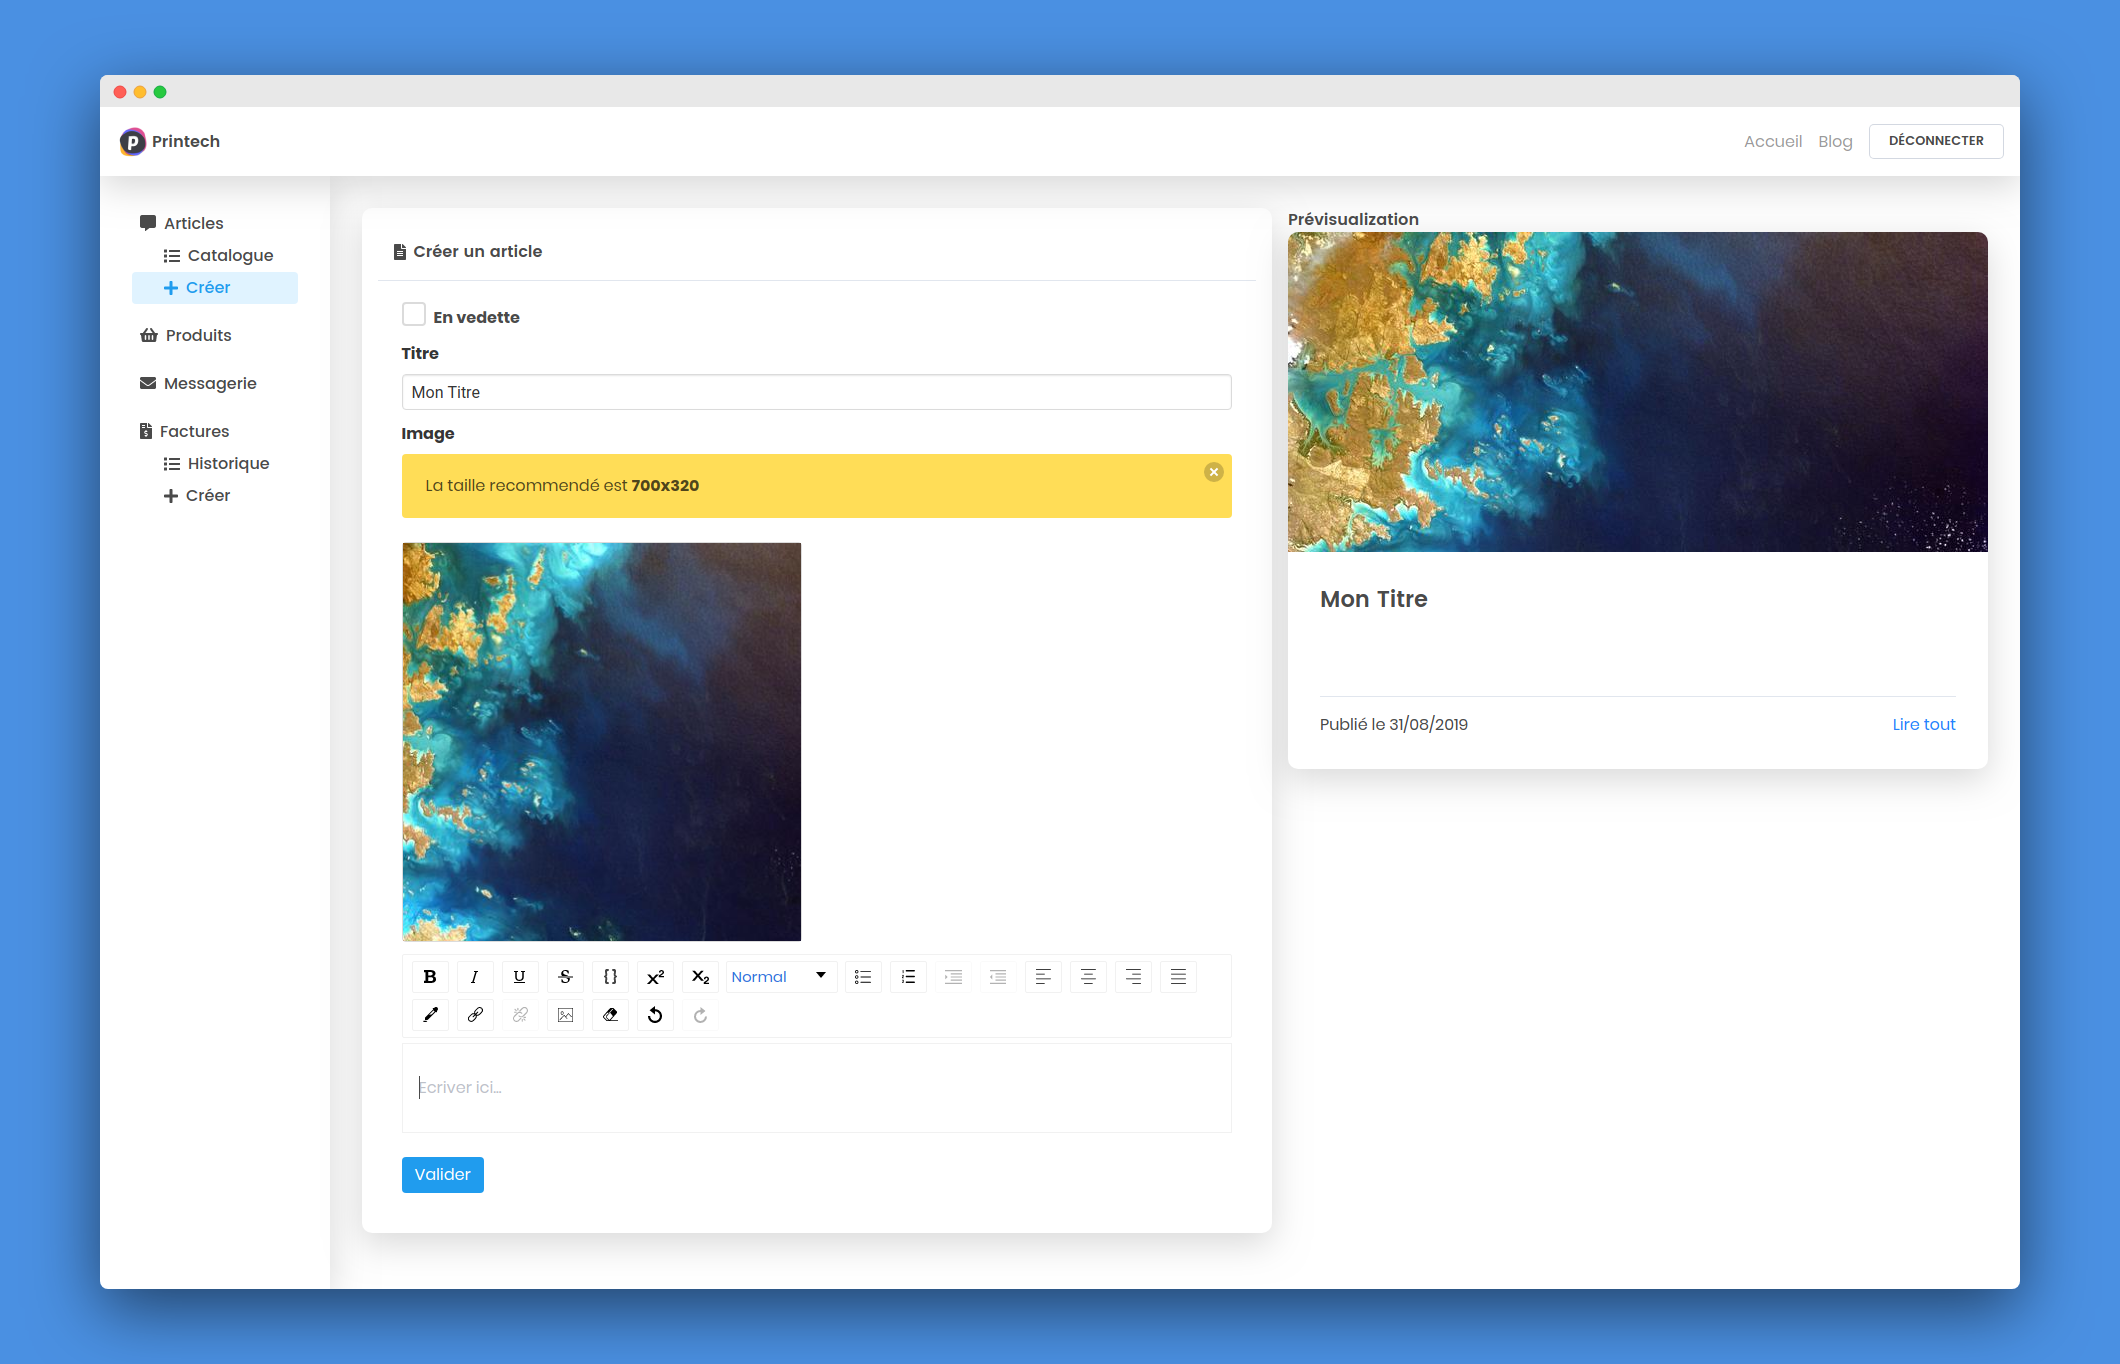 Printech
Accueil Blog DÉCONNECTER
Articles
Catalogue
Créer
Produits
Messagerie
Factures
Historique
Créer
Créer un article
En vedette
Titre
Mon Titre
Image
La taille recommendé est 700x320
B I U S {} X² X₂ Normal
Ecriver ici...
Valider
Prévisualization
Mon Titre
Publié le 31/08/2019 Lire tout